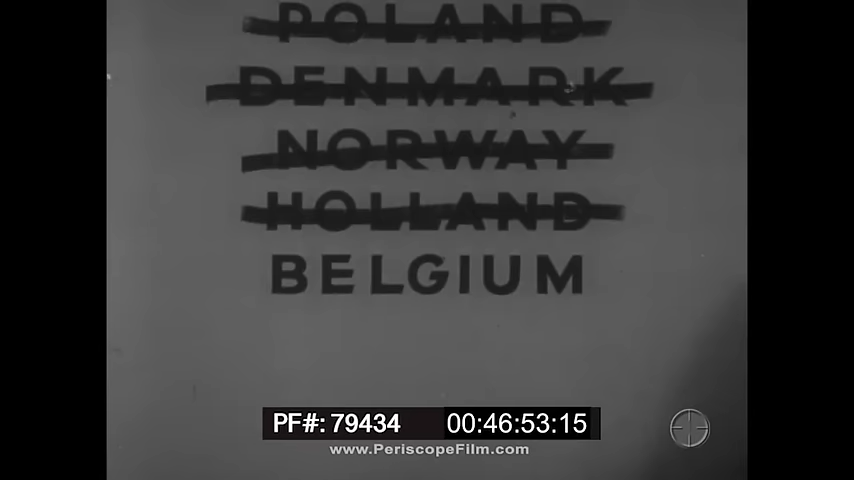 POLAND
DENMARK
NORWAY
HOLLAND
BELGIUM
PF#: 79434 00:46:53:15
www.PeriscopeFilm.com